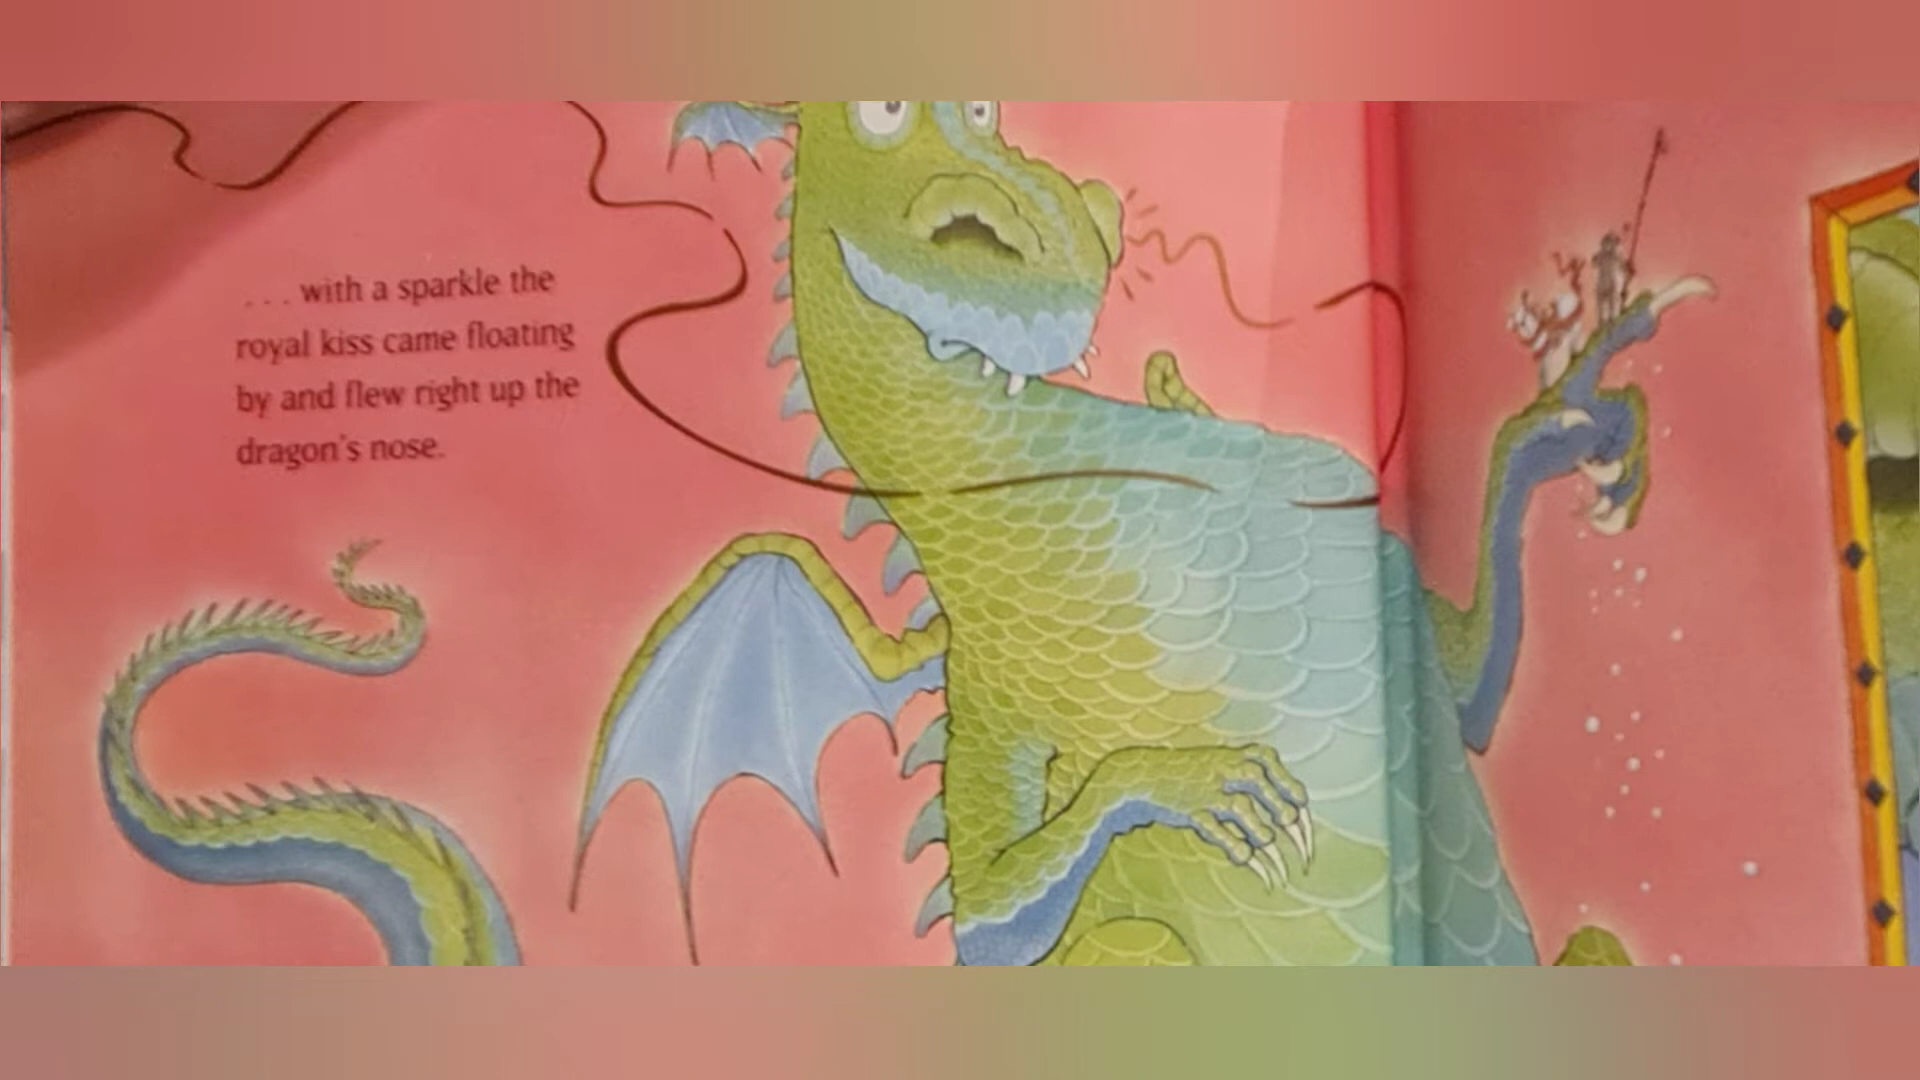 ... with a sparkle the
royal kiss came floating
by and flew right up the
dragon's nose.